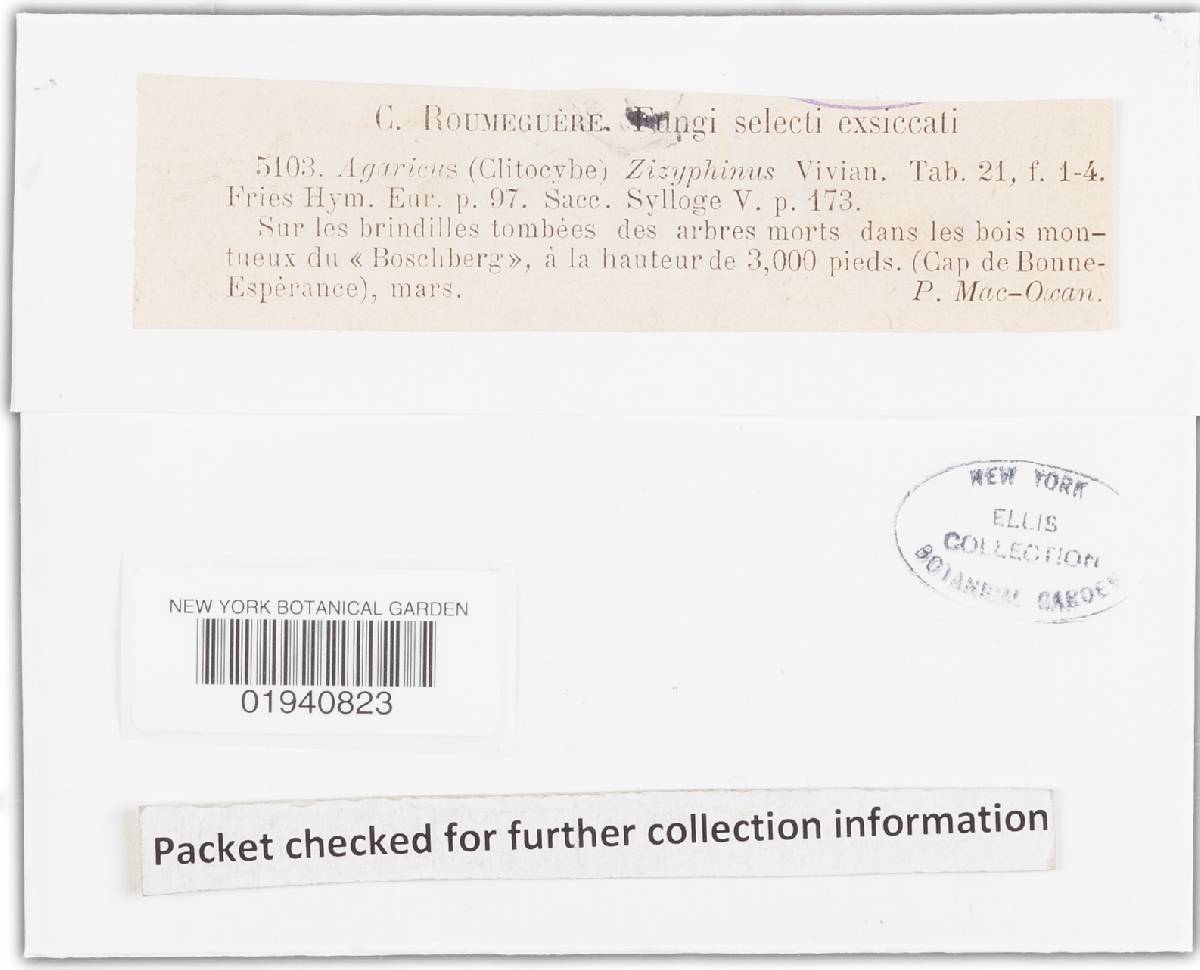 C. ROUMEGUÈRE. Fungi selecti exsiccati
5103. Agaricus (Clitocybe) Zizyphinus Vivian. Tab. 21, f. 1-4.
Fries Hym. Eur. p. 97. Sacc. Sylloge V. p. 173.
Sur les brindilles tombées des arbres morts dans les bois mon-
tueux du « Boschberg», à la hauteur de 3,000 pieds. (Cap de Bonne-
Espérance), mars.
P. Mac-Owan.
NEW YORK
ELLIS
COLLECTION
BOTANICAL GARDEN
NEW YORK BOTANICAL GARDEN
01940823
Packet checked for further collection information